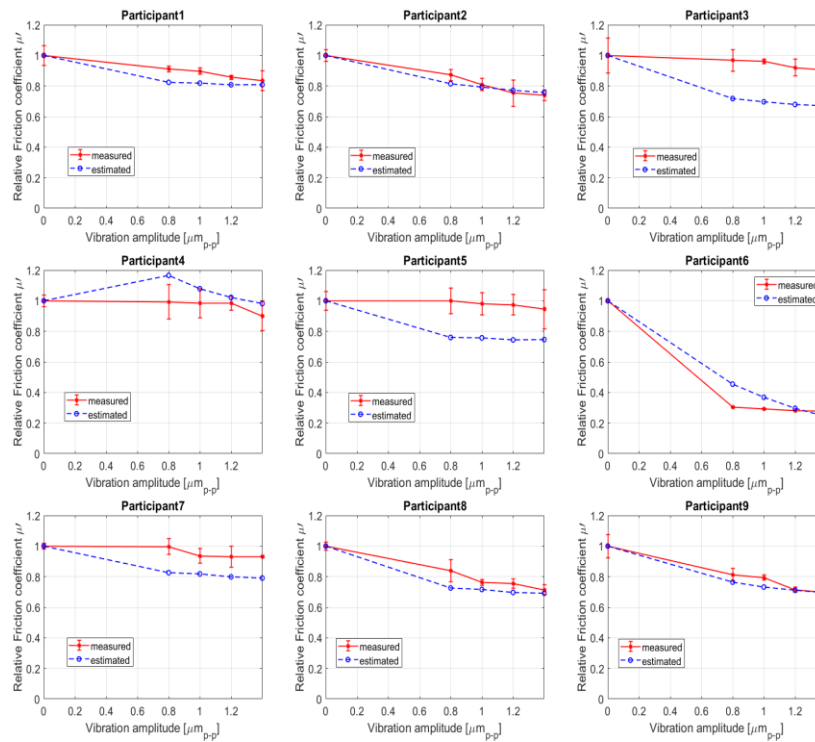 Participant1
Relative Friction coefficient μ′
1.2
1
0.8
0.6
0.4
0.2
0
measured
estimated
0 0.2 0.4 0.6 0.8 1 1.2
Vibration amplitude [μm p-p]
Participant2
Relative Friction coefficient μ′
1.2
1
0.8
0.6
0.4
0.2
0
measured
estimated
0 0.2 0.4 0.6 0.8 1 1.2
Vibration amplitude [μm p-p]
Participant3
Relative Friction coefficient μ′
1.2
1
0.8
0.6
0.4
0.2
0
measured
estimated
0 0.2 0.4 0.6 0.8 1 1.2
Vibration amplitude [μm p-p]
Participant4
Relative Friction coefficient μ′
1.2
1
0.8
0.6
0.4
0.2
0
measured
estimated
0 0.2 0.4 0.6 0.8 1 1.2
Vibration amplitude [μm p-p]
Participant5
Relative Friction coefficient μ′
1.2
1
0.8
0.6
0.4
0.2
0
measured
estimated
0 0.2 0.4 0.6 0.8 1 1.2
Vibration amplitude [μm p-p]
Participant6
Relative Friction coefficient μ′
1.2
1
0.8
0.6
0.4
0.2
0
measured
estimated
0 0.2 0.4 0.6 0.8 1 1.2
Vibration amplitude [μm p-p]
Participant7
Relative Friction coefficient μ′
1.2
1
0.8
0.6
0.4
0.2
0
measured
estimated
0 0.2 0.4 0.6 0.8 1 1.2
Vibration amplitude [μm p-p]
Participant8
Relative Friction coefficient μ′
1.2
1
0.8
0.6
0.4
0.2
0
measured
estimated
0 0.2 0.4 0.6 0.8 1 1.2
Vibration amplitude [μm p-p]
Participant9
Relative Friction coefficient μ′
1.2
1
0.8
0.6
0.4
0.2
0
measured
estimated
0 0.2 0.4 0.6 0.8 1 1.2
Vibration amplitude [μm p-p]